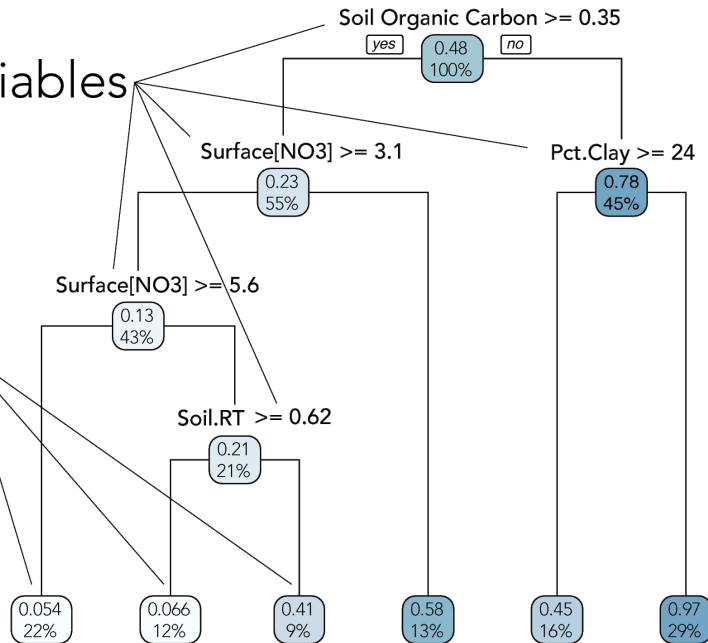 Soil Organic Carbon >= 0.35
yes
no
0.48
100%
iables
Surface[NO3] >= 3.1
Pct.Clay >= 24
0.23
55%
0.78
45%
Surface[NO3] >= 5.6
0.13
43%
Soil.RT >= 0.62
0.21
21%
0.054
22%
0.066
12%
0.41
9%
0.58
13%
0.45
16%
0.97
29%